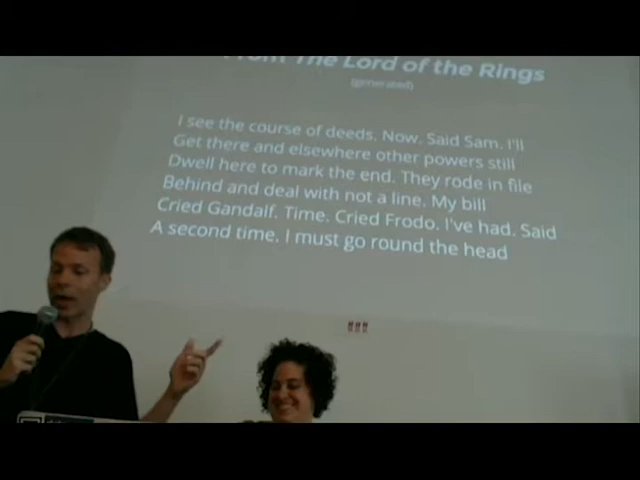 From The Lord of the Rings
(generated)
I see the course of deeds. Now. Said Sam. I'll
Get there and elsewhere other powers still
Dwell here to mark the end. They rode in file
Behind and deal with not a line. My bill
Cried Gandalf. Time. Cried Frodo. I've had. Said
A second time. I must go round the head